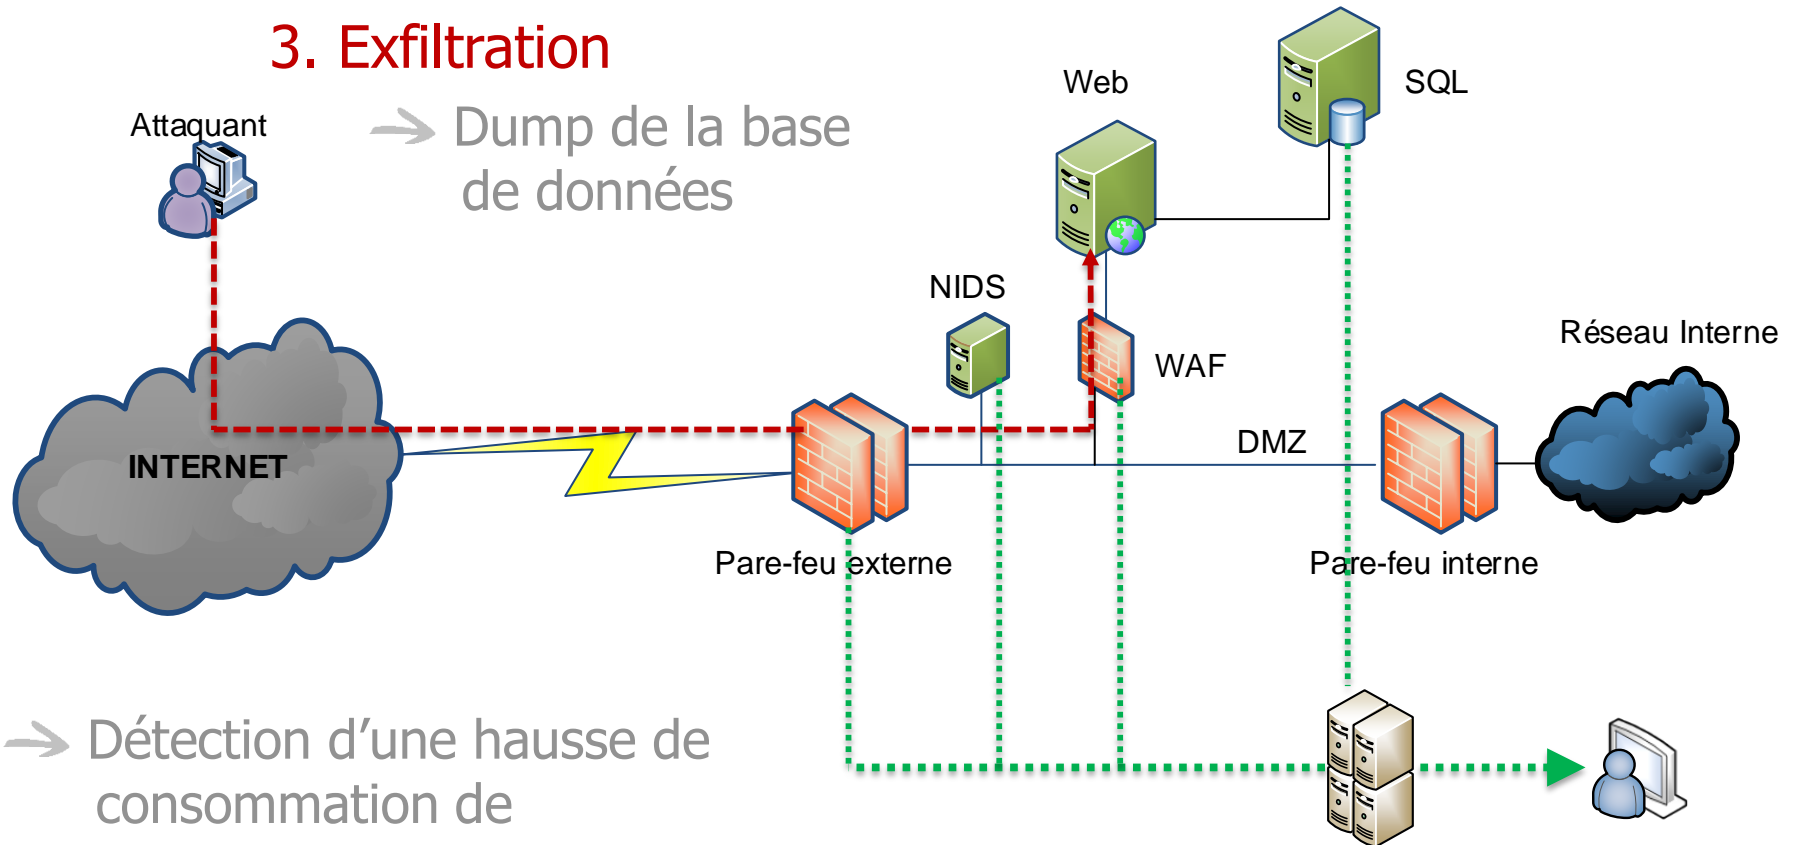 3. Exfiltration
Dump de la base
de données
Attaquant
Web
SQL
NIDS
WAF
Réseau Interne
INTERNET
DMZ
Pare-feu externe
Pare-feu interne
Détection d’une hausse de
consommation de